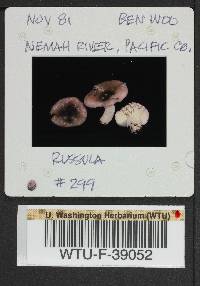 NOV 81 BEN WOO
NEMAH RIVER, PACIFIC CO.
RUSSULA
#299
U. Washington Herbarium (WTU)
WTU-F-39052